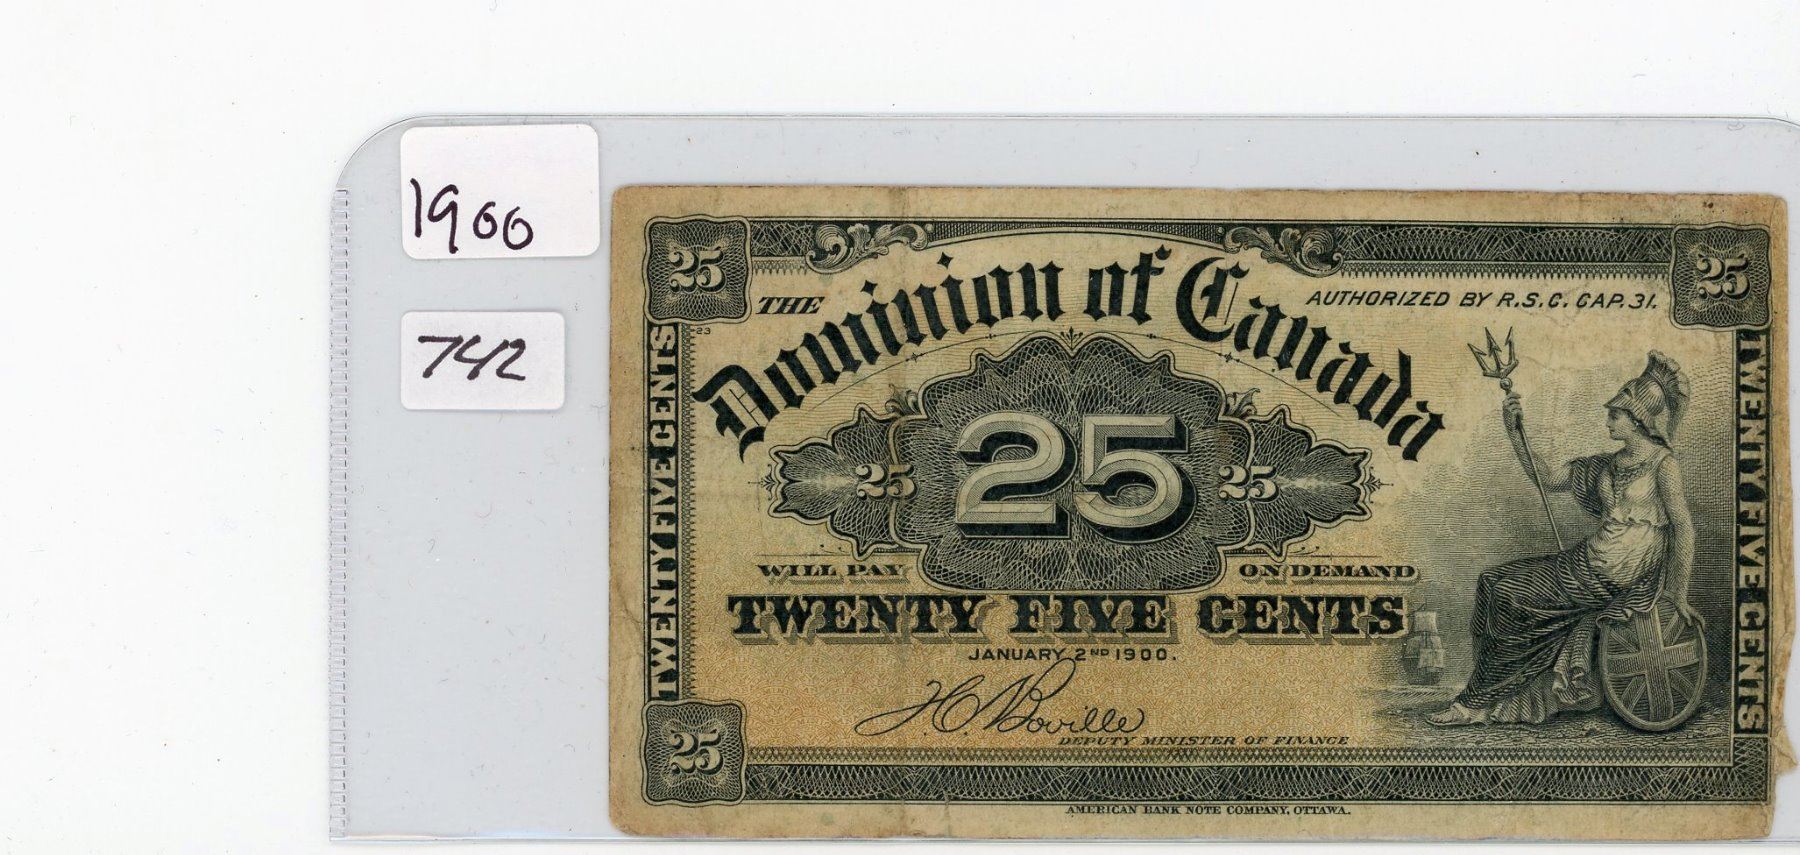 1900
742
25
25
THE Dominion of Canada
AUTHORIZED BY R.S.C. CAP. 31.
23
TWENTY FIVE CENTS
25
25
25
TWENTY FIVE CENTS
WILL PAY
ON DEMAND
TWENTY FIVE CENTS
JANUARY 2ND 1900.
H.C. Boville
DEPUTY MINISTER OF FINANCE
25
AMERICAN BANK NOTE COMPANY, OTTAWA.